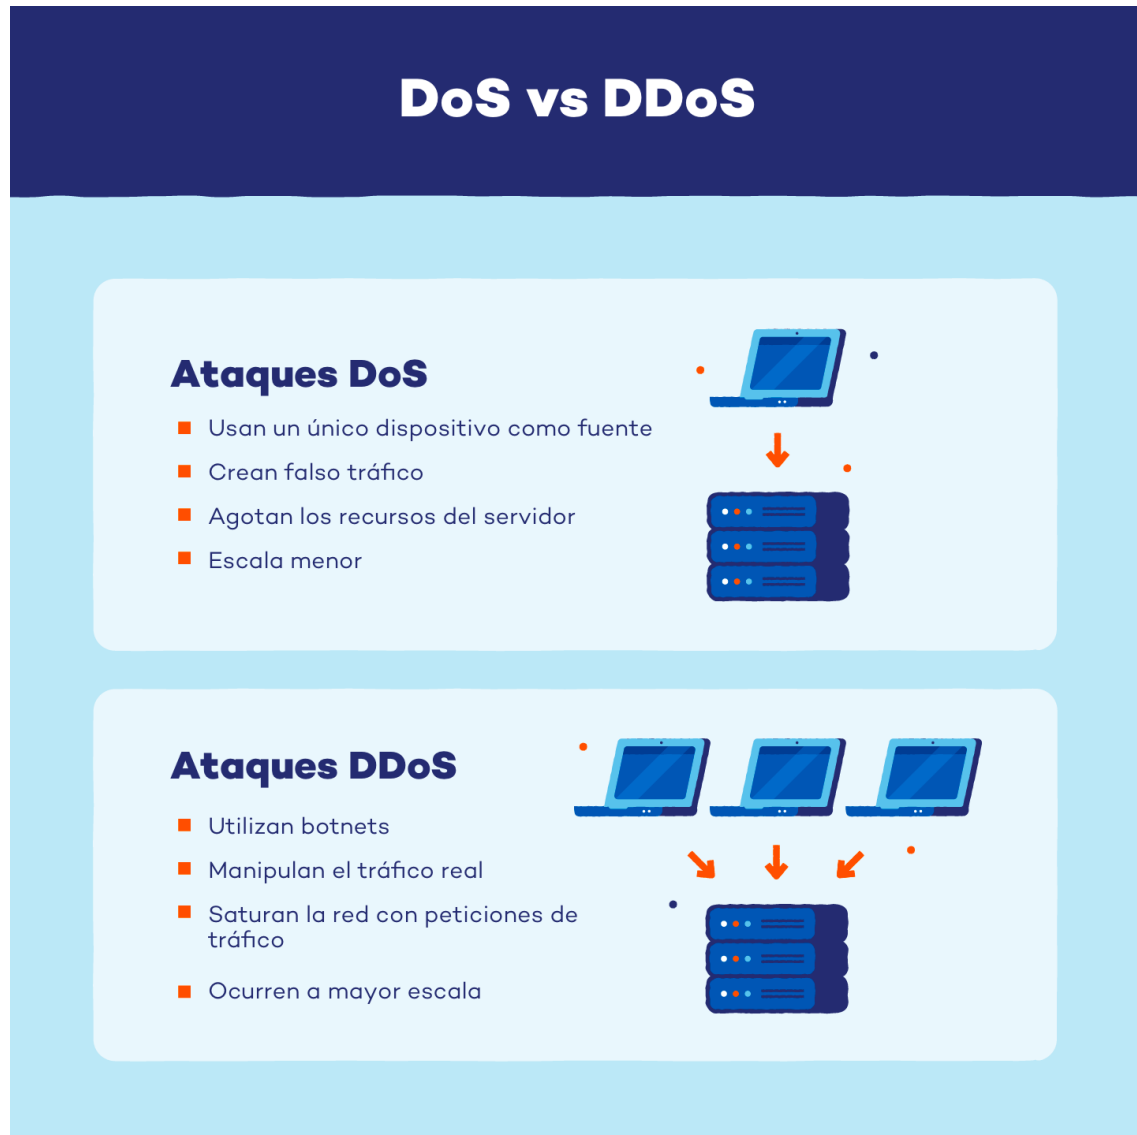 DoS vs DDoS
Ataques DoS
Usan un único dispositivo como fuente
Crean falso tráfico
Agotan los recursos del servidor
Escala menor
Ataques DDoS
Utilizan botnets
Manipulan el tráfico real
Saturan la red con peticiones de
tráfico
Ocurren a mayor escala